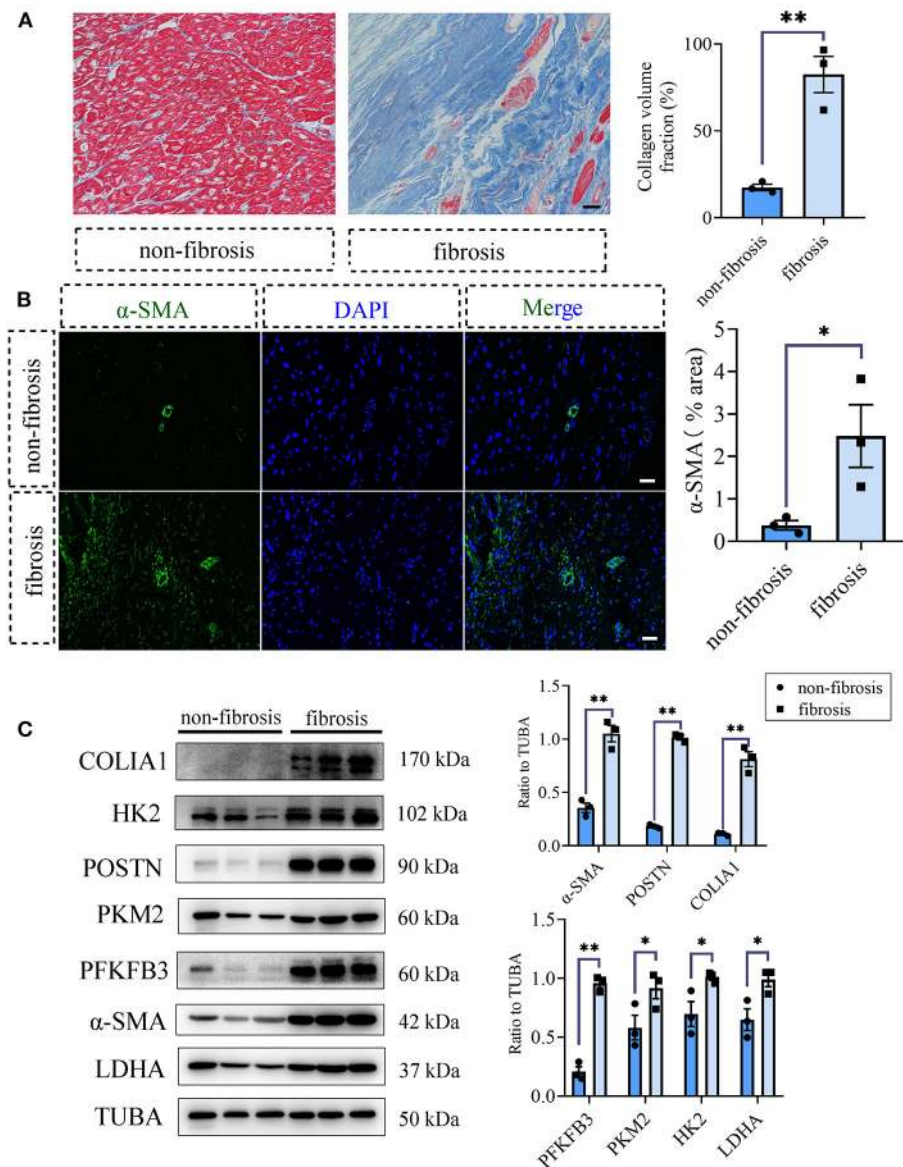 A
non-fibrosis
fibrosis
**
Collagen volume
fraction (%)
100
50
0
non-fibrosis
fibrosis
B
α-SMA
DAPI
Merge
non-fibrosis
fibrosis
*
α-SMA ( % area)
5
4
3
2
1
0
non-fibrosis
fibrosis
C
non-fibrosis
fibrosis
COLIA1
170 kDa
HK2
102 kDa
POSTN
90 kDa
PKM2
60 kDa
PFKFB3
60 kDa
α-SMA
42 kDa
LDHA
37 kDa
TUBA
50 kDa
non-fibrosis
fibrosis
Ratio to TUBA
1.5
1.0
0.5
0.0
**
**
**
α-SMA
POSTN
COLIA1
Ratio to TUBA
1.5
1.0
0.5
0.0
**
*
*
*
PFKFB3
PKM2
HK2
LDHA